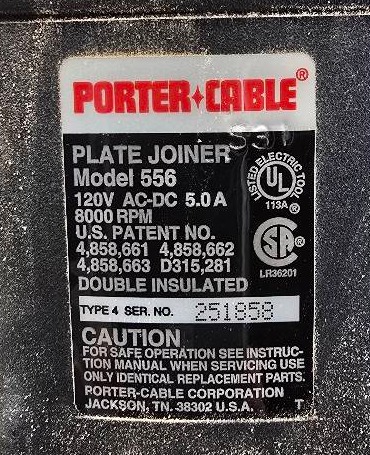 PORTER+CABLE®
PLATE JOINER
Model 556
120V AC-DC 5.0 A
8000 RPM
U.S. PATENT NO.
4,858,661 4,858,662
4,858,663 D315,281
DOUBLE INSULATED
LISTED ELECTRIC TOOL
UL
113A ®
SA ®
LR36201
TYPE 4 SER. NO. 251858
CAUTION
FOR SAFE OPERATION SEE INSTRUC-
TION MANUAL WHEN SERVICING USE
ONLY IDENTICAL REPLACEMENT PARTS.
PORTER-CABLE CORPORATION
JACKSON, TN. 38302 U.S.A. T